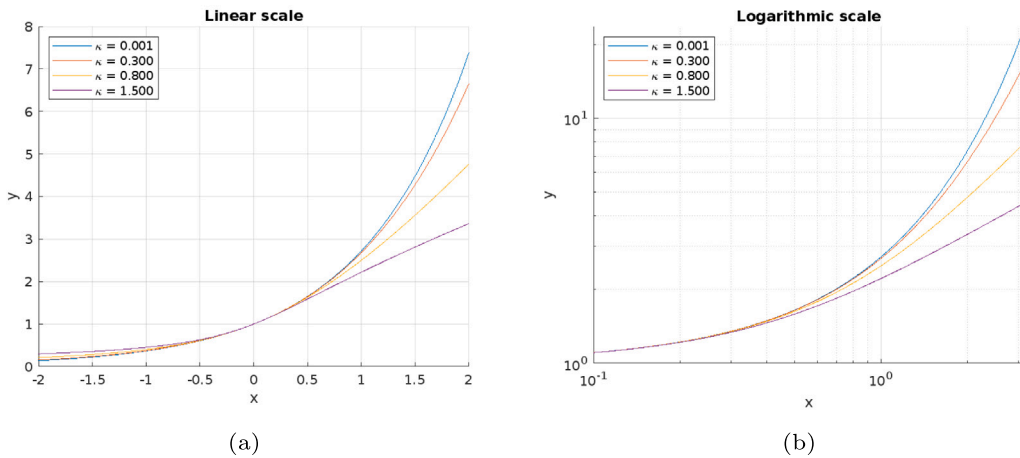 Linear scale
κ = 0.001
κ = 0.300
κ = 0.800
κ = 1.500
8
7
6
5
4
3
2
1
0
y
-2 -1.5 -1 -0.5 0 0.5 1 1.5 2
x
(a)
Logarithmic scale
κ = 0.001
κ = 0.300
κ = 0.800
κ = 1.500
10¹
10⁰
y
10⁻¹ 10⁰
x
(b)